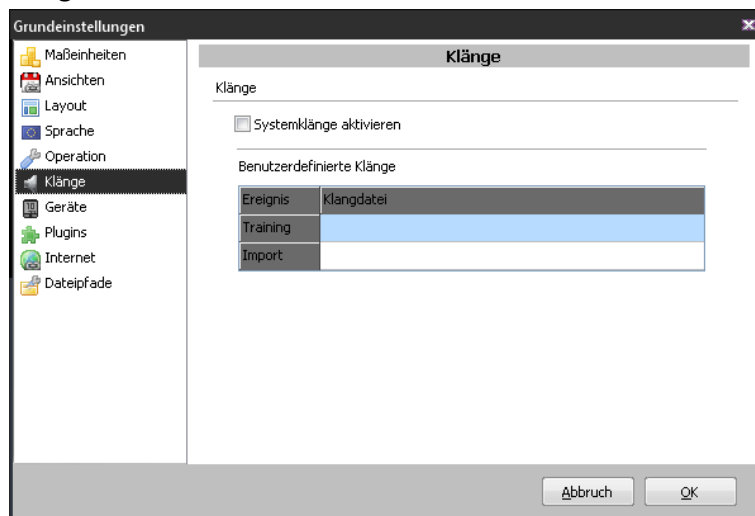 Grundeinstellungen
Maßeinheiten
Ansichten
Layout
Sprache
Operation
Klänge
Geräte
Plugins
Internet
Dateipfade
Klänge
Klänge
Systemklänge aktivieren
Benutzerdefinierte Klänge
Ereignis Klangdatei
Training
Import
Abbruch OK